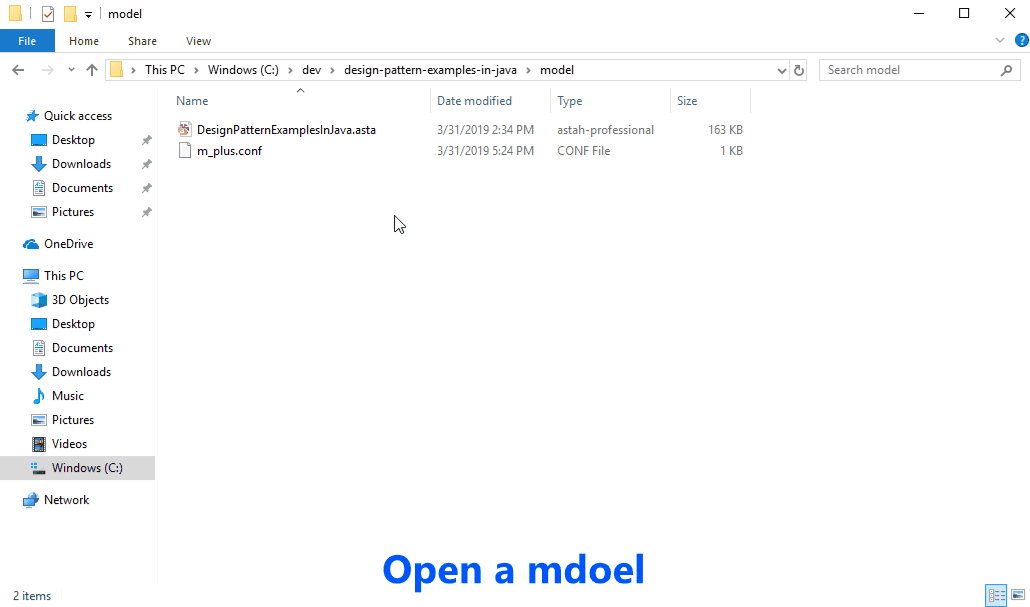 model
File Home Share View
This PC Windows (C:) dev design-pattern-examples-in-java model
Search model
Name Date modified Type Size
DesignPatternExamplesInJava.asta 3/31/2019 2:34 PM astah-professional 163 KB
m_plus.conf 3/31/2019 5:24 PM CONF File 1 KB
Quick access
Desktop
Downloads
Documents
Pictures
OneDrive
This PC
3D Objects
Desktop
Documents
Downloads
Music
Pictures
Videos
Windows (C:)
Network
Open a mdoel
2 items